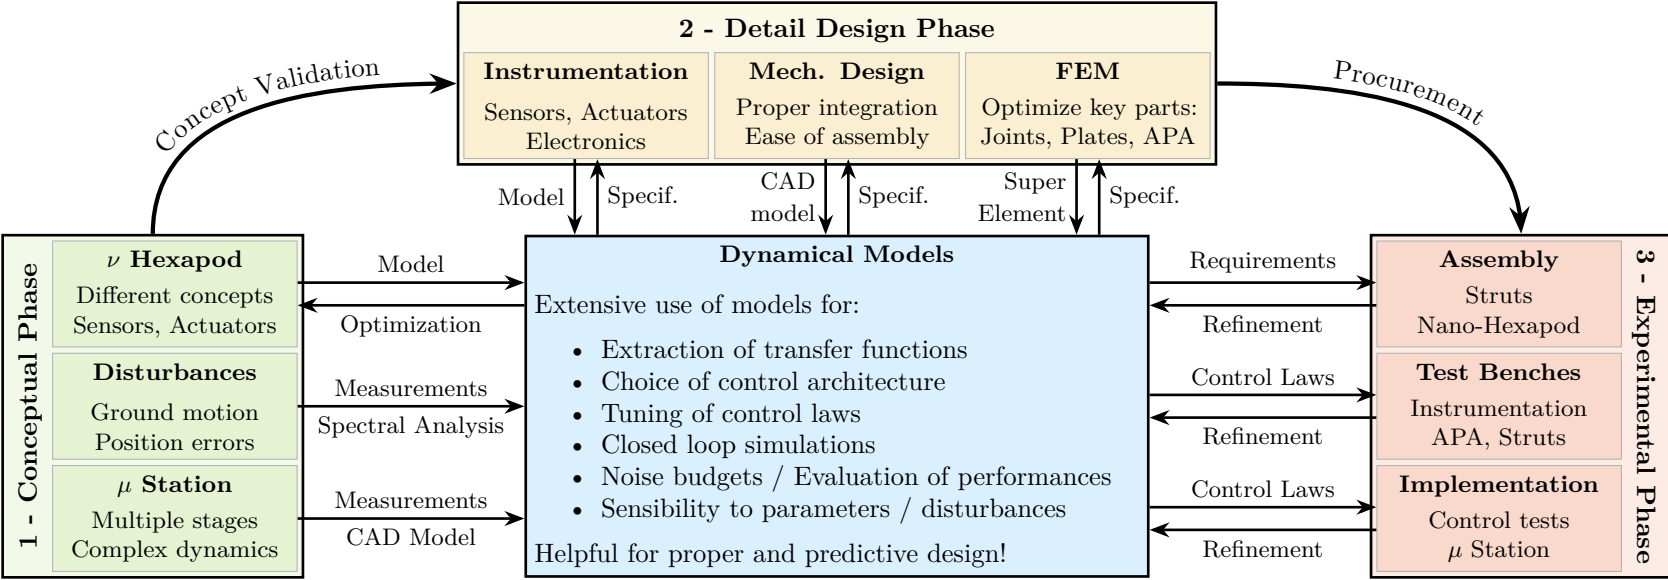 2 - Detail Design Phase
Instrumentation
Sensors, Actuators
Electronics
Mech. Design
Proper integration
Ease of assembly
FEM
Optimize key parts:
Joints, Plates, APA
Concept Validation
Procurement
Model
Specif.
CAD
model
Specif.
Super
Element
Specif.
1 - Conceptual Phase
ν Hexapod
Different concepts
Sensors, Actuators
Disturbances
Ground motion
Position errors
μ Station
Multiple stages
Complex dynamics
Model
Optimization
Measurements
Spectral Analysis
Measurements
CAD Model
Dynamical Models
Extensive use of models for:
• Extraction of transfer functions
• Choice of control architecture
• Tuning of control laws
• Closed loop simulations
• Noise budgets / Evaluation of performances
• Sensibility to parameters / disturbances
Helpful for proper and predictive design!
Requirements
Refinement
Control Laws
Refinement
Control Laws
Refinement
Assembly
Struts
Nano-Hexapod
Test Benches
Instrumentation
APA, Struts
Implementation
Control tests
μ Station
3 - Experimental Phase